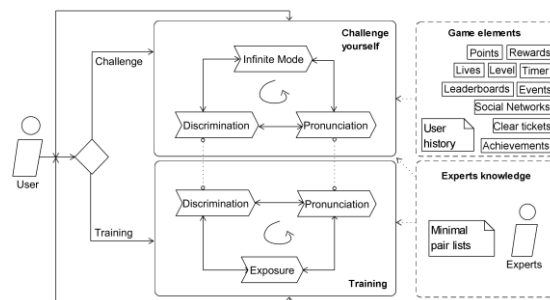 Challenge
yourself
Game elements
Challenge
Infinite Mode
Points
Rewards
Lives
Level
Timer
Leaderboards
Events
Social Networks
Discrimination
Pronunciation
User
history
Clear tickets
Achievements
User
Experts knowledge
Discrimination
Pronunciation
Training
Minimal
pair lists
Exposure
Experts
Training